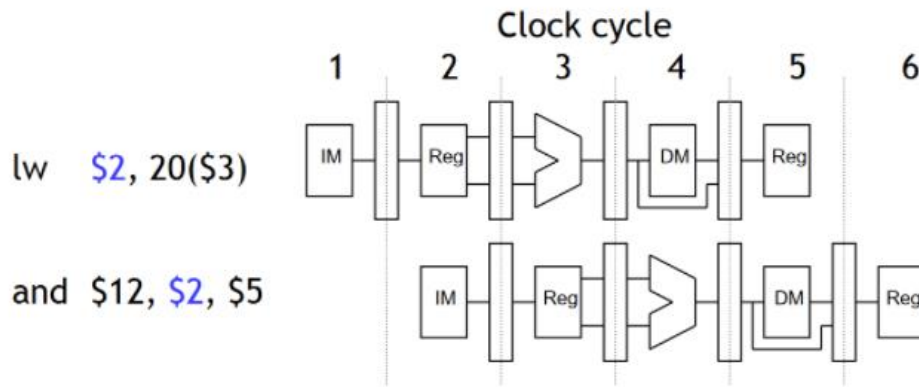 Clock cycle
1 2 3 4 5 6
lw $2, 20($3)
IM Reg DM Reg
and $12, $2, $5
IM Reg DM Reg